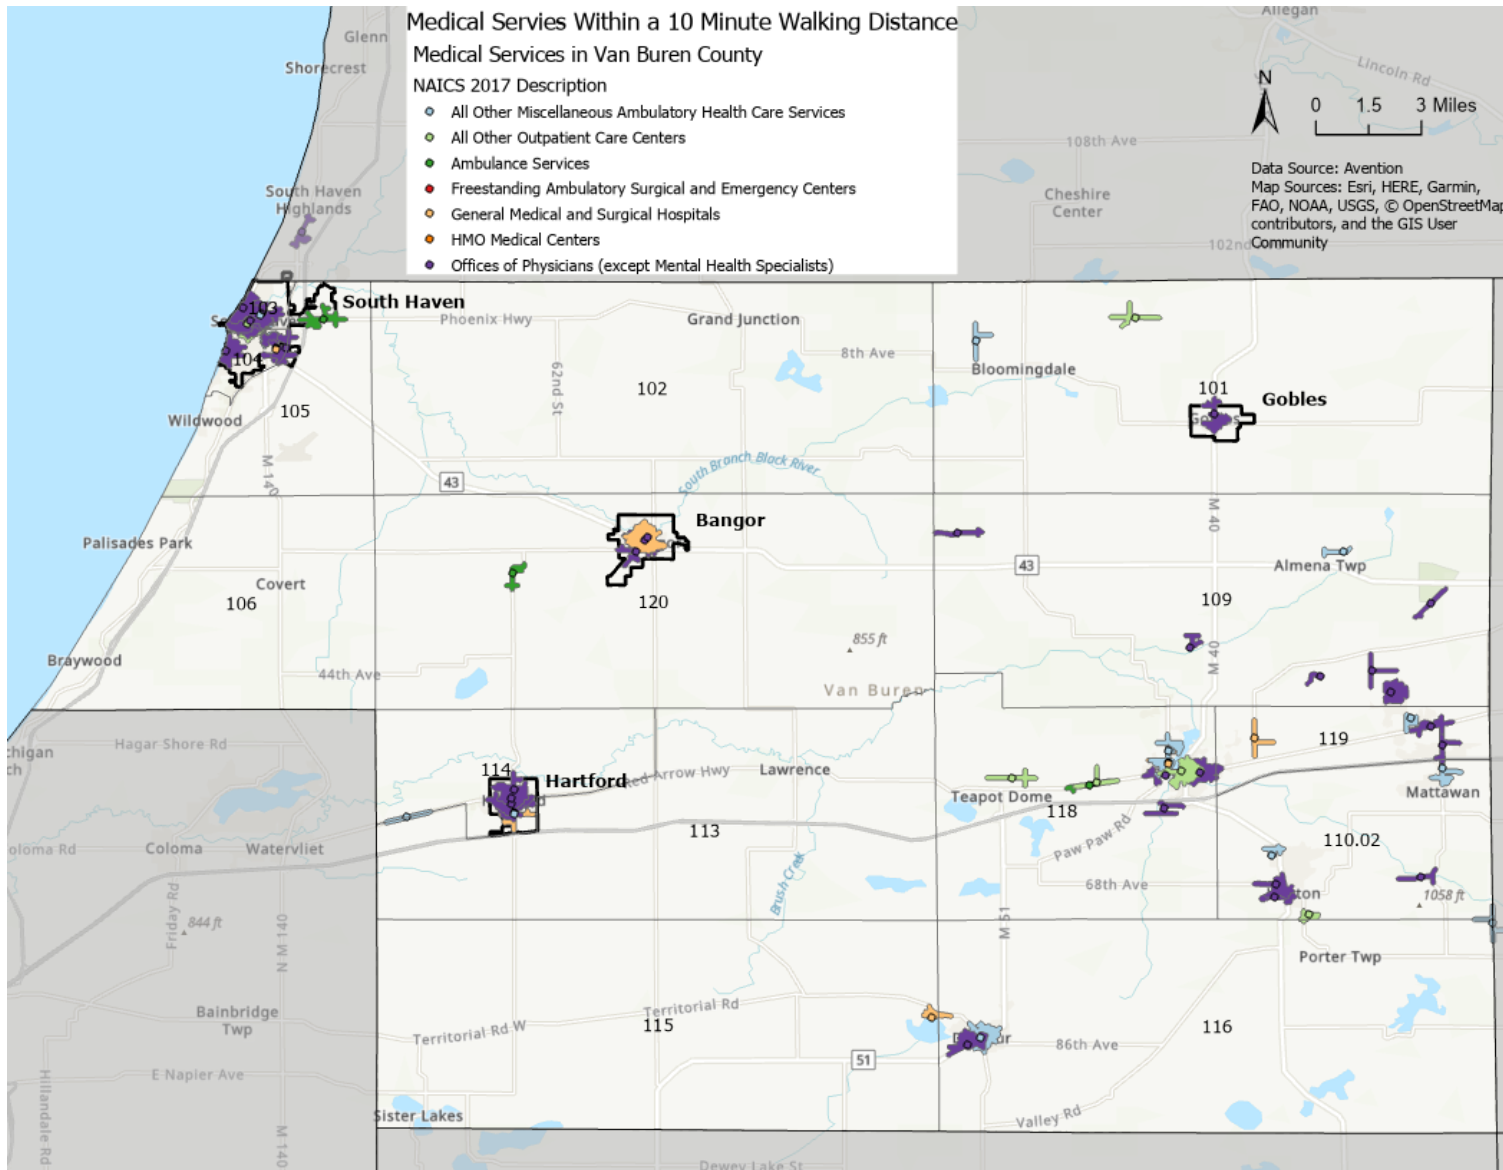 Medical Servies Within a 10 Minute Walking Distance
Medical Services in Van Buren County
NAICS 2017 Description
All Other Miscellaneous Ambulatory Health Care Services
All Other Outpatient Care Centers
Ambulance Services
Freestanding Ambulatory Surgical and Emergency Centers
General Medical and Surgical Hospitals
HMO Medical Centers
Offices of Physicians (except Mental Health Specialists)
Allegan
Lincoln Rd
N
0 1.5 3 Miles
Data Source: Avention
Map Sources: Esri, HERE, Garmin,
FAO, NOAA, USGS, © OpenStreetMap
contributors, and the GIS User
Community
Glenn
Shorecrest
108th Ave
Cheshire
Center
102nd
South Haven
Highlands
103
South Haven
Phoenix Hwy
Grand Junction
8th Ave
Bloomingdale
104
62nd St
102
101
Gobles
105
Wildwood
M 140
43
South Branch Black River
Bangor
M 40
Palisades Park
43
Almena Twp
Covert
106
120
109
855 ft
Braywood
44th Ave
Van Buren
M 40
Hagar Shore Rd
119
114
Hartford
Red Arrow Hwy
Lawrence
Teapot Dome
118
Mattawan
113
Paw Paw Rd
110.02
Coloma
Watervliet
Brush Creek
68th Ave
1058 ft
Friday Rd
844 ft
N M 140
M 51
Porter Twp
Bainbridge
Twp
Territorial Rd W
Territorial Rd
115
116
51
86th Ave
E Napier Ave
Hillandale Rd
Sister Lakes
Valley Rd
M 140
Dewey Lake St